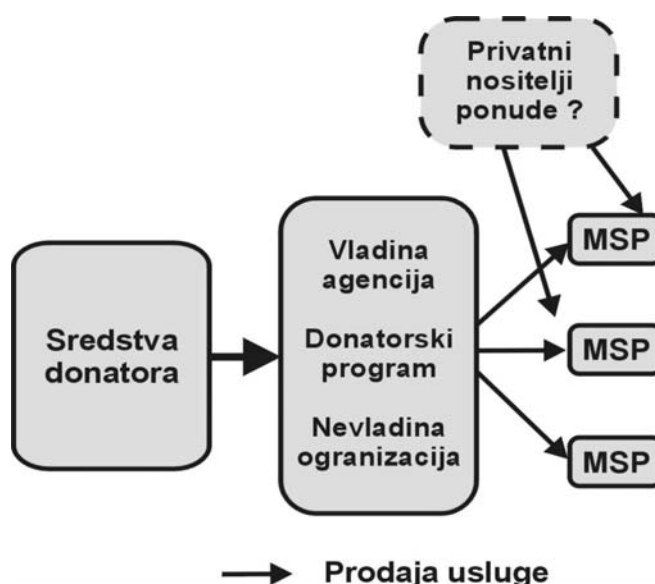 Privatni
nositelji
ponude ?
Sredstva
donatora
Vladina
agencija
Donatorski
program
Nevladina
ogranizacija
MSP
MSP
MSP
Prodaja usluge